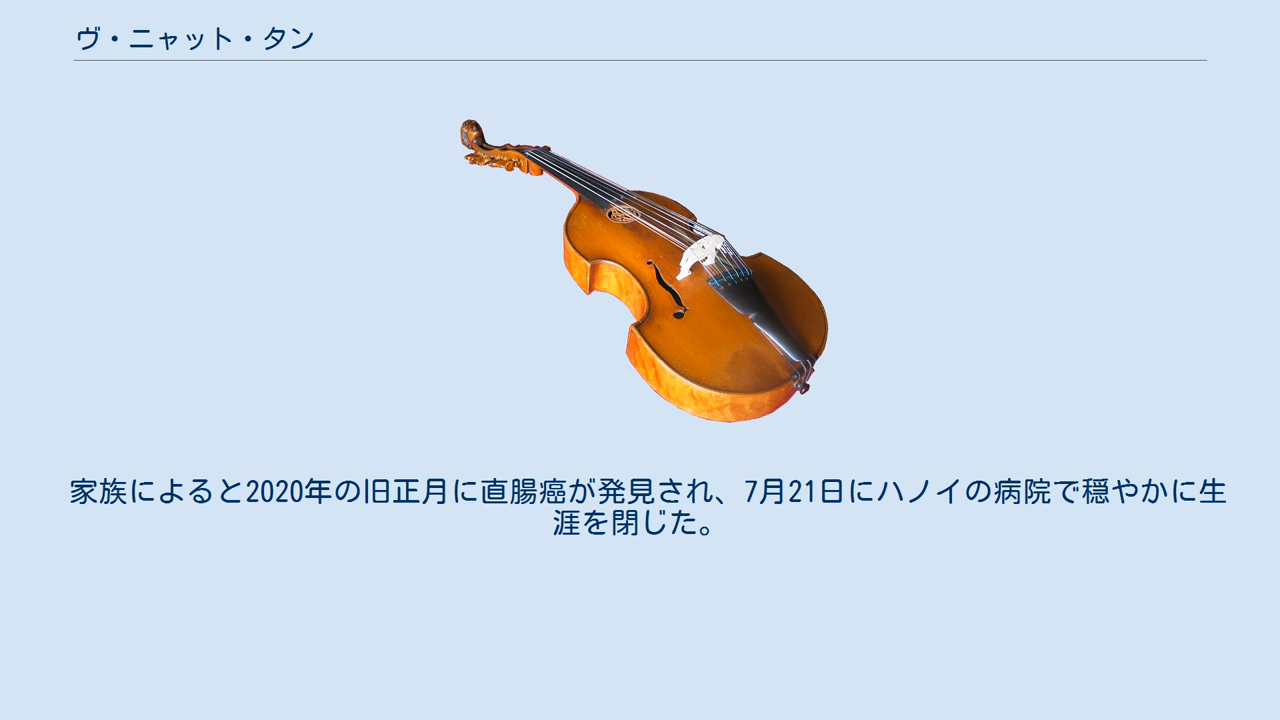 ヴ・ニャット・タン
家族によると2020年の旧正月に直腸癌が発見され、7月21日にハノイの病院で穏やかに生
涯を閉じた。